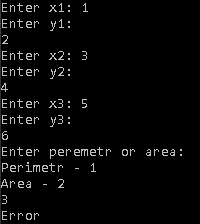 Enter x1: 1
Enter y1:
2
Enter x2: 3
Enter y2:
4
Enter x3: 5
Enter y3:
6
Enter peremetr or area:
Perimetr - 1
Area - 2
3
Error